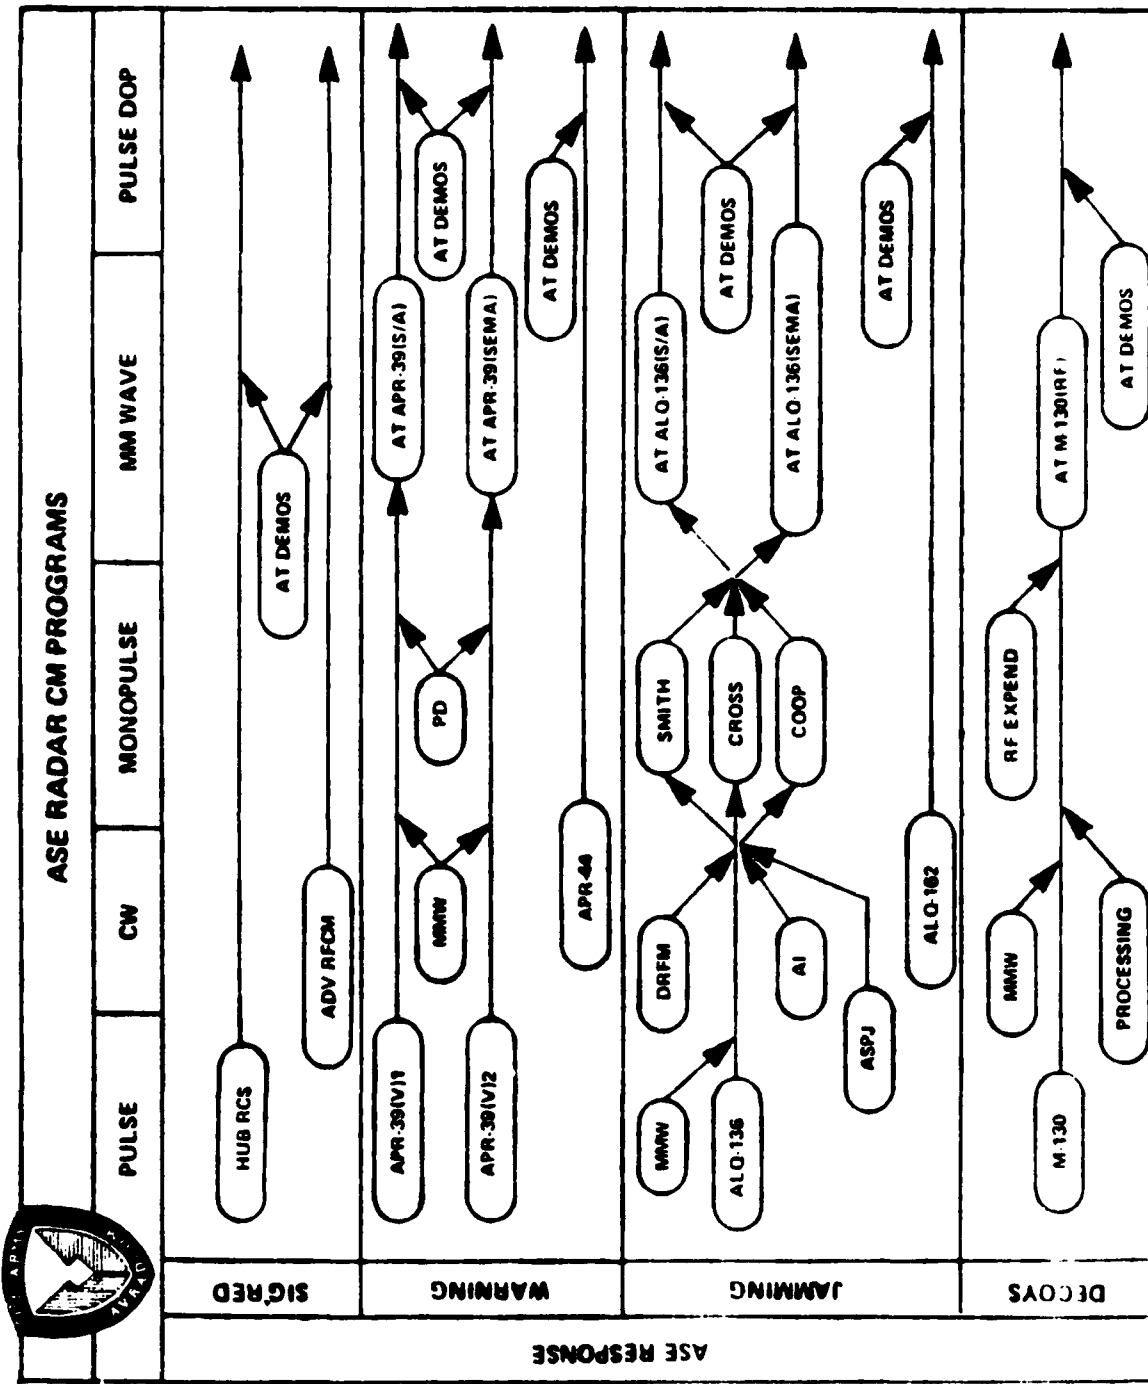 ASE RADAR CM PROGRAMS
PULSE
CW
MONOPULSE
MM WAVE
PULSE DOP
ASE RESPONSE
SIG'RED
HUB RCS
ADV RFCM
AT DEMOS
WARNING
APR-39(V)1
APR-39(V)2
MMW
PD
AT APR-39(S/A)
AT APR-39(SEMA)
AT DEMOS
APR-44
AT DEMOS
JAMMING
MMW
ALQ-136
DRFM
AI
ASPJ
SMITH
CROSS
COOP
AT ALQ-136(S/A)
AT ALQ-136(SEMA)
AT DEMOS
ALQ-162
AT DEMOS
DECOYS
M-130
MMW
PROCESSING
RF EXPEND
AT M-130(RF)
AT DEMOS